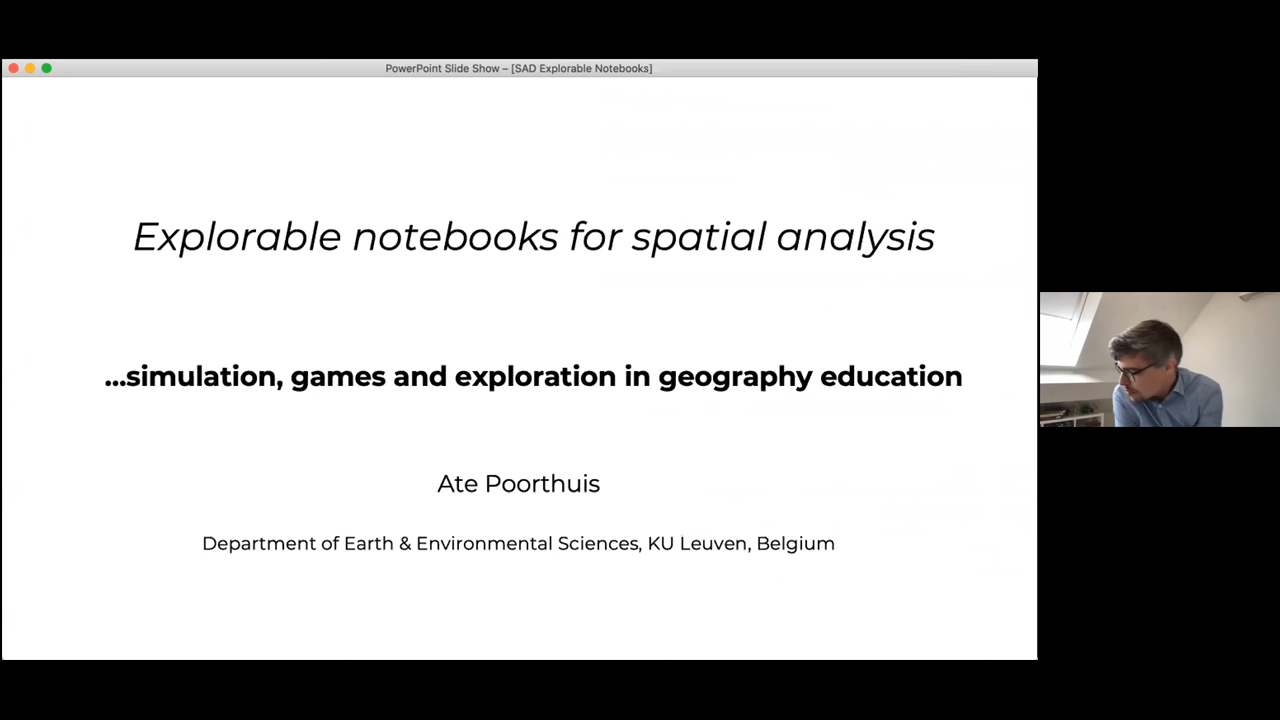 PowerPoint Slide Show – [SAD Explorable Notebooks]
Explorable notebooks for spatial analysis
...simulation, games and exploration in geography education
Ate Poorthuis
Department of Earth & Environmental Sciences, KU Leuven, Belgium